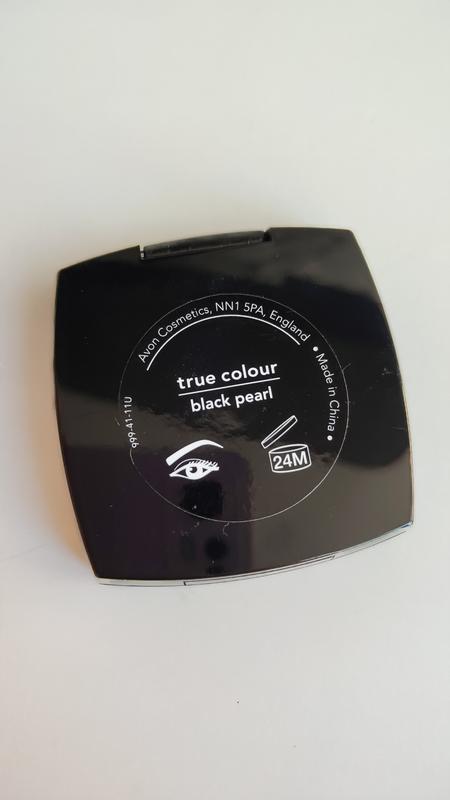 Avon Cosmetics, NN1 5PA, England
• Made in China •
true colour
black pearl
999-41-11U
24M